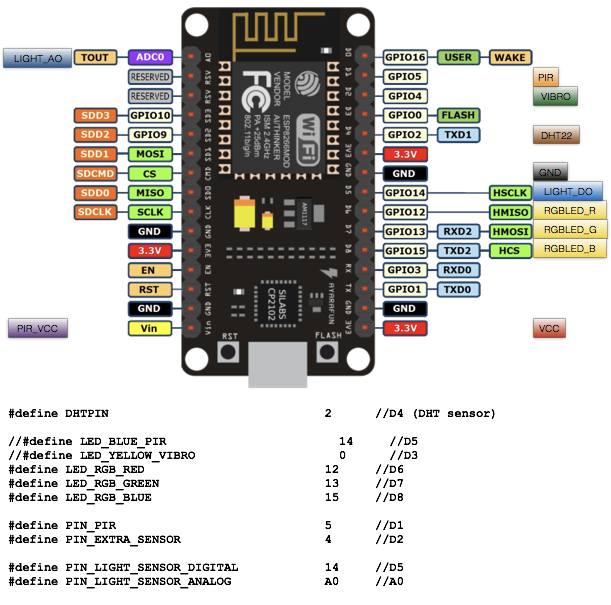 LIGHT_AO TOUT ADC0 A0 D0 GPIO16 USER WAKE
RESERVED RSV D1 GPIO5 PIR
RESERVED RSV D2 GPIO4 VIBRO
SDD3 GPIO10 SD3 D3 GPIO0 FLASH
SDD2 GPIO9 SD2 D4 GPIO2 TXD1 DHT22
SDD1 MOSI SD1 3V3 3.3V
SDCMD CS CMD GND GND GND
SDD0 MISO SD0 D5 GPIO14 HSCLK LIGHT_DO
SDCLK SCLK CLK D6 GPIO12 HMISO RGBLED_R
GND GND D7 GPIO13 RXD2 HMOSI RGBLED_G
3.3V 3V3 D8 GPIO15 TXD2 HCS RGBLED_B
EN EN RX GPIO3 RXD0
RST RST TX GPIO1 TXD0
GND GND GND GND
PIR_VCC Vin Vin 3V3 3.3V VCC
MODEL ESP8266MOD
VENDOR AITHINKER
ISM 2.4GHz
PA +25dBm
802.11b/g/n
FC
WiFi
AM1117
SILABS
CP2102
AYARAFUN
RST FLASH
#define DHTPIN 2 //D4 (DHT sensor)
//#define LED_BLUE_PIR 14 //D5
//#define LED_YELLOW_VIBRO 0 //D3
#define LED_RGB_RED 12 //D6
#define LED_RGB_GREEN 13 //D7
#define LED_RGB_BLUE 15 //D8
#define PIN_PIR 5 //D1
#define PIN_EXTRA_SENSOR 4 //D2
#define PIN_LIGHT_SENSOR_DIGITAL 14 //D5
#define PIN_LIGHT_SENSOR_ANALOG A0 //A0